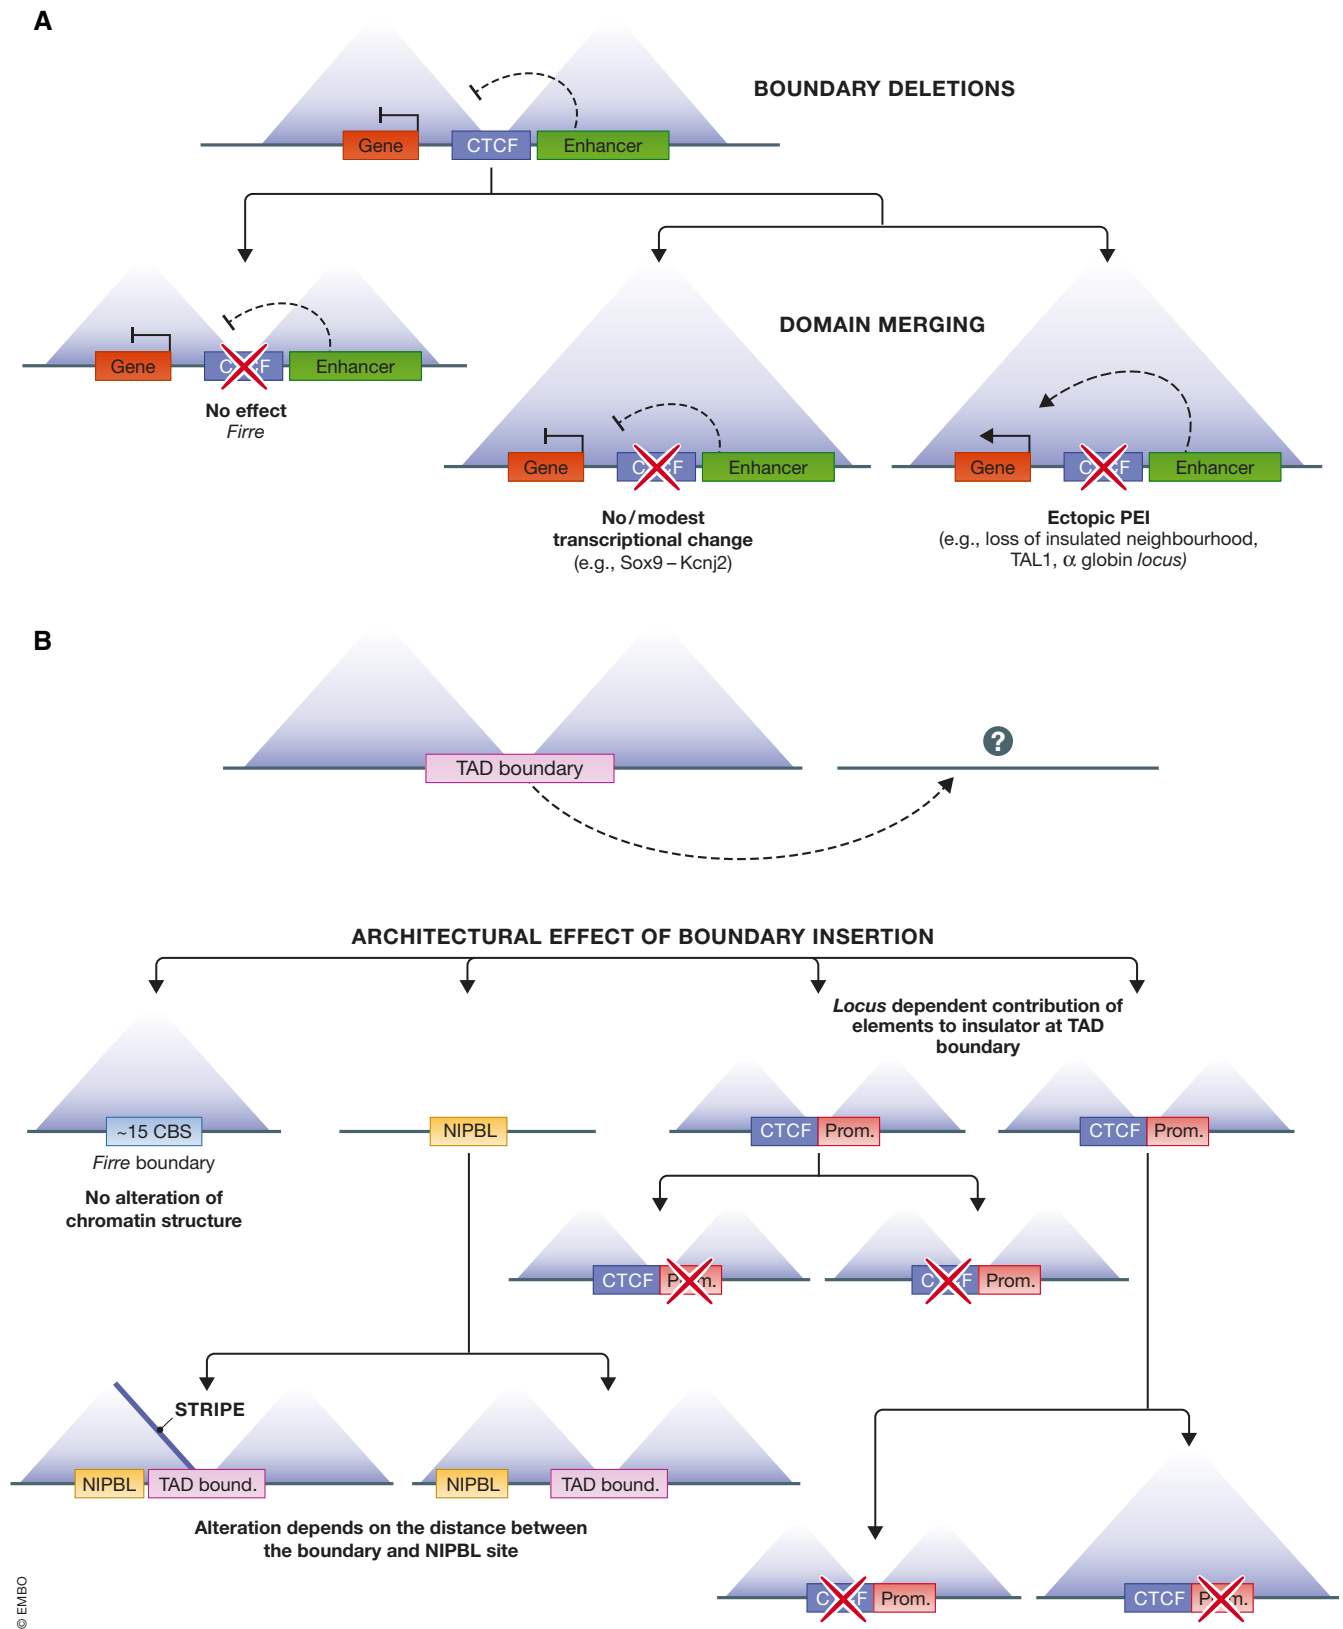 A
BOUNDARY DELETIONS
Gene
CTCF
Enhancer
Gene
C F
Enhancer
No effect
Firre
DOMAIN MERGING
Gene
C F
Enhancer
No/modest
transcriptional change
(e.g., Sox9 – Kcnj2)
Gene
C F
Enhancer
Ectopic PEI
(e.g., loss of insulated neighbourhood,
TAL1, α globin locus)
B
TAD boundary
?
ARCHITECTURAL EFFECT OF BOUNDARY INSERTION
Locus dependent contribution of
elements to insulator at TAD
boundary
~15 CBS
Firre boundary
No alteration of
chromatin structure
NIPBL
CTCF
Prom.
CTCF
Prom.
CTCF
P m.
C F
Prom.
STRIPE
NIPBL
TAD bound.
NIPBL
TAD bound.
Alteration depends on the distance between
the boundary and NIPBL site
C F
Prom.
CTCF
P m.
© EMBO